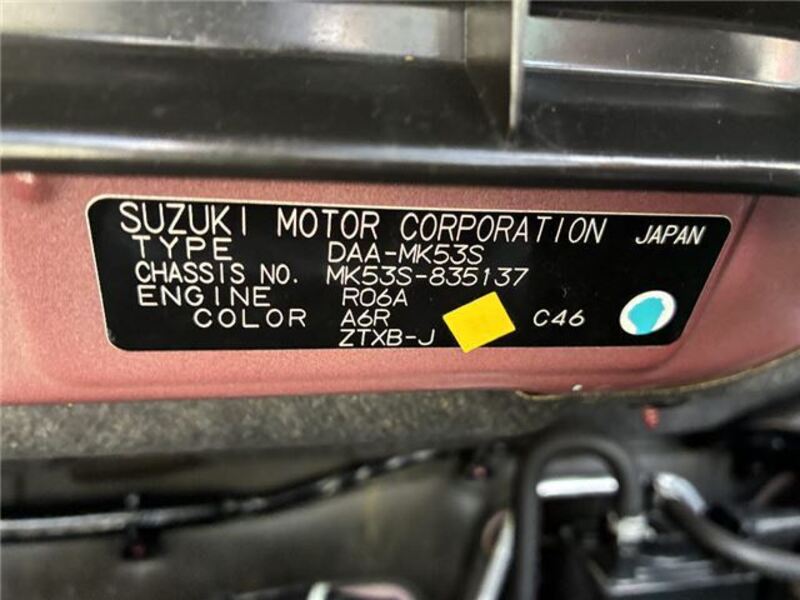 SUZUKI MOTOR CORPORATION JAPAN
TYPE DAA-MK53S
CHASSIS NO. MK53S-835137
ENGINE R06A
COLOR A6R C46
ZTXB-J